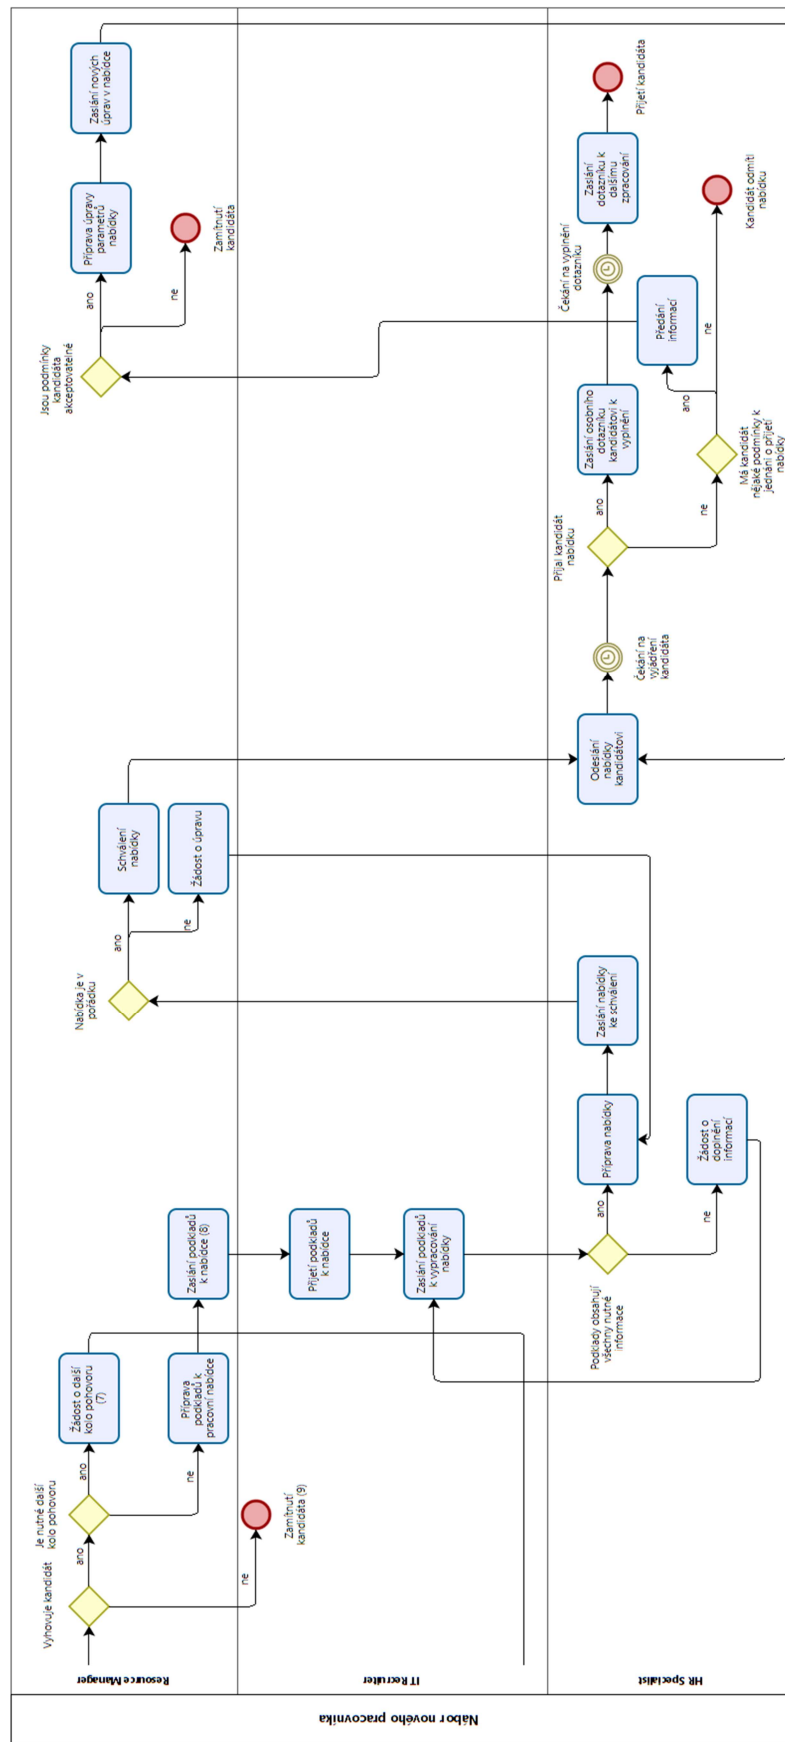 Nábor nového pracovníka
Resource Manager
Vyhovuje kandidát
ano
ne
Zamítnutí
kandidáta (9)
Je nutné další
kolo pohovoru
ano
ne
Žádost o další
kolo pohovoru
(7)
Příprava
podkladů k
pracovní nabídce
Zaslání podkladů
k nabídce (8)
Nabídka je v
pořádku
ano
ne
Schválení
nabídky
Žádost o úpravu
Jsou podmínky
kandidáta
akceptovatelné
ano
ne
Příprava úpravy
parametrů
nabídky
Zamítnutí
kandidáta
Zaslání nových
úprav v nabídce
IT Recruiter
Přijetí podkladů
k nabídce
Zaslání podkladů
k vypracování
nabídky
HR Specialist
Podklady obsahují
všechny nutné
informace
ano
ne
Příprava nabídky
Žádost o
doplnění
informací
Zaslání nabídky
ke schválení
Odeslání
nabídky
kandidátovi
Čekání na
vyjádření
kandidáta
Přijal kandidát
nabídku
ano
ne
Zaslání osobního
dotazníku
kandidátovi k
vyplnění
Má kandidát
nějaké podmínky k
jednání o přijetí
nabídky
ano
ne
Předání
informací
Čekání na vyplnění
dotazníku
Zaslání
dotazníku k
dalšímu
zpracování
Přijetí kandidáta
Kandidát odmítl
nabídku